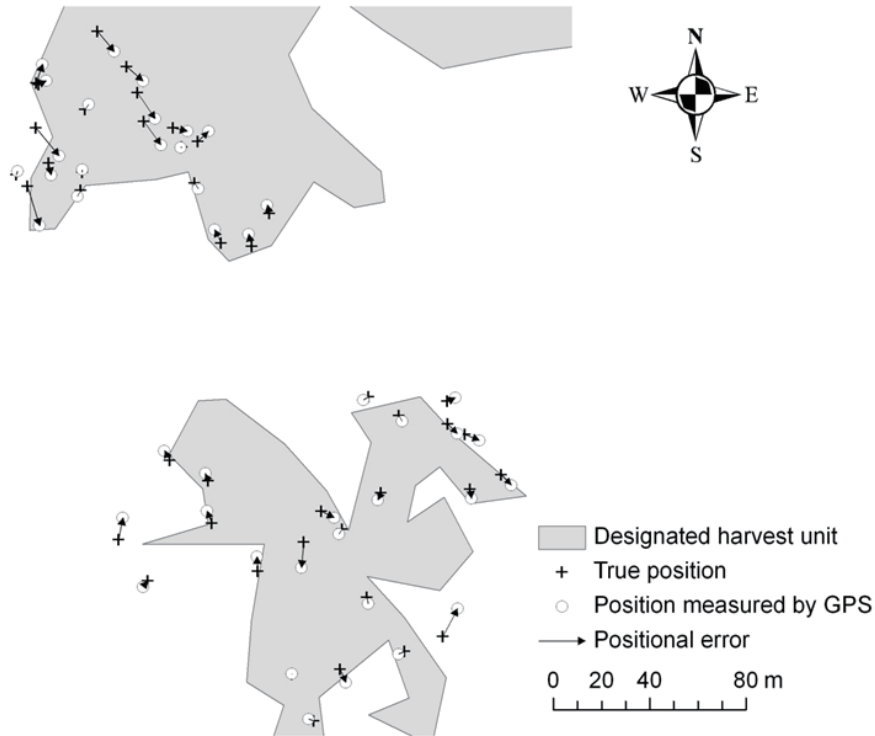 N
W E
S
Designated harvest unit
True position
Position measured by GPS
Positional error
0 20 40 80 m